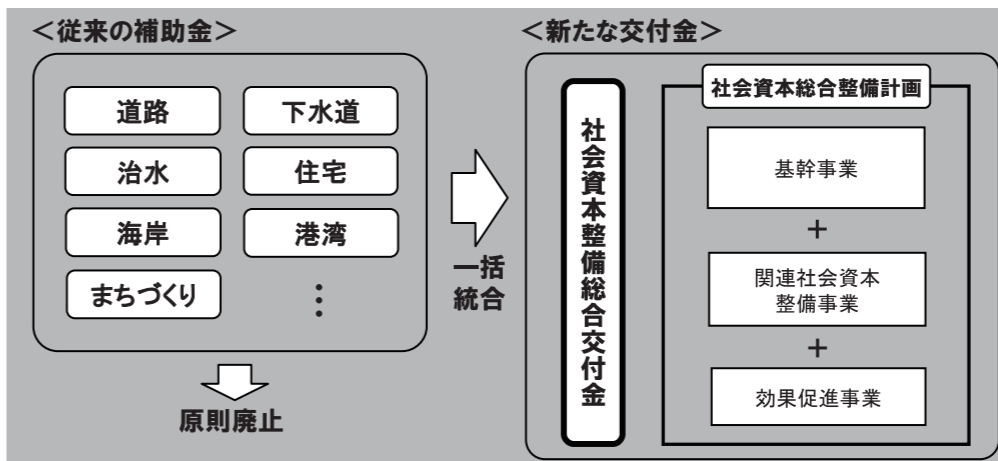 ＜従来の補助金＞
道路
下水道
治水
住宅
海岸
港湾
まちづくり
⋮
原則廃止
一括
統合
＜新たな交付金＞
社会資本整備総合交付金
社会資本総合整備計画
基幹事業
＋
関連社会資本
整備事業
＋
効果促進事業